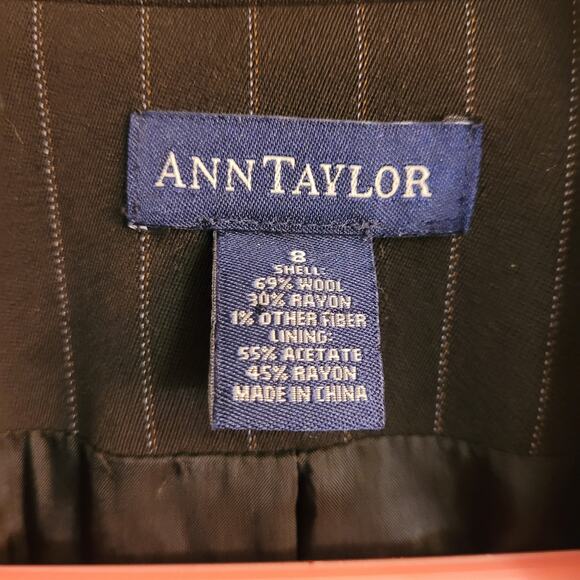 ANN TAYLOR
8
SHELL:
69% WOOL
30% RAYON
1% OTHER FIBER
LINING:
55% ACETATE
45% RAYON
MADE IN CHINA